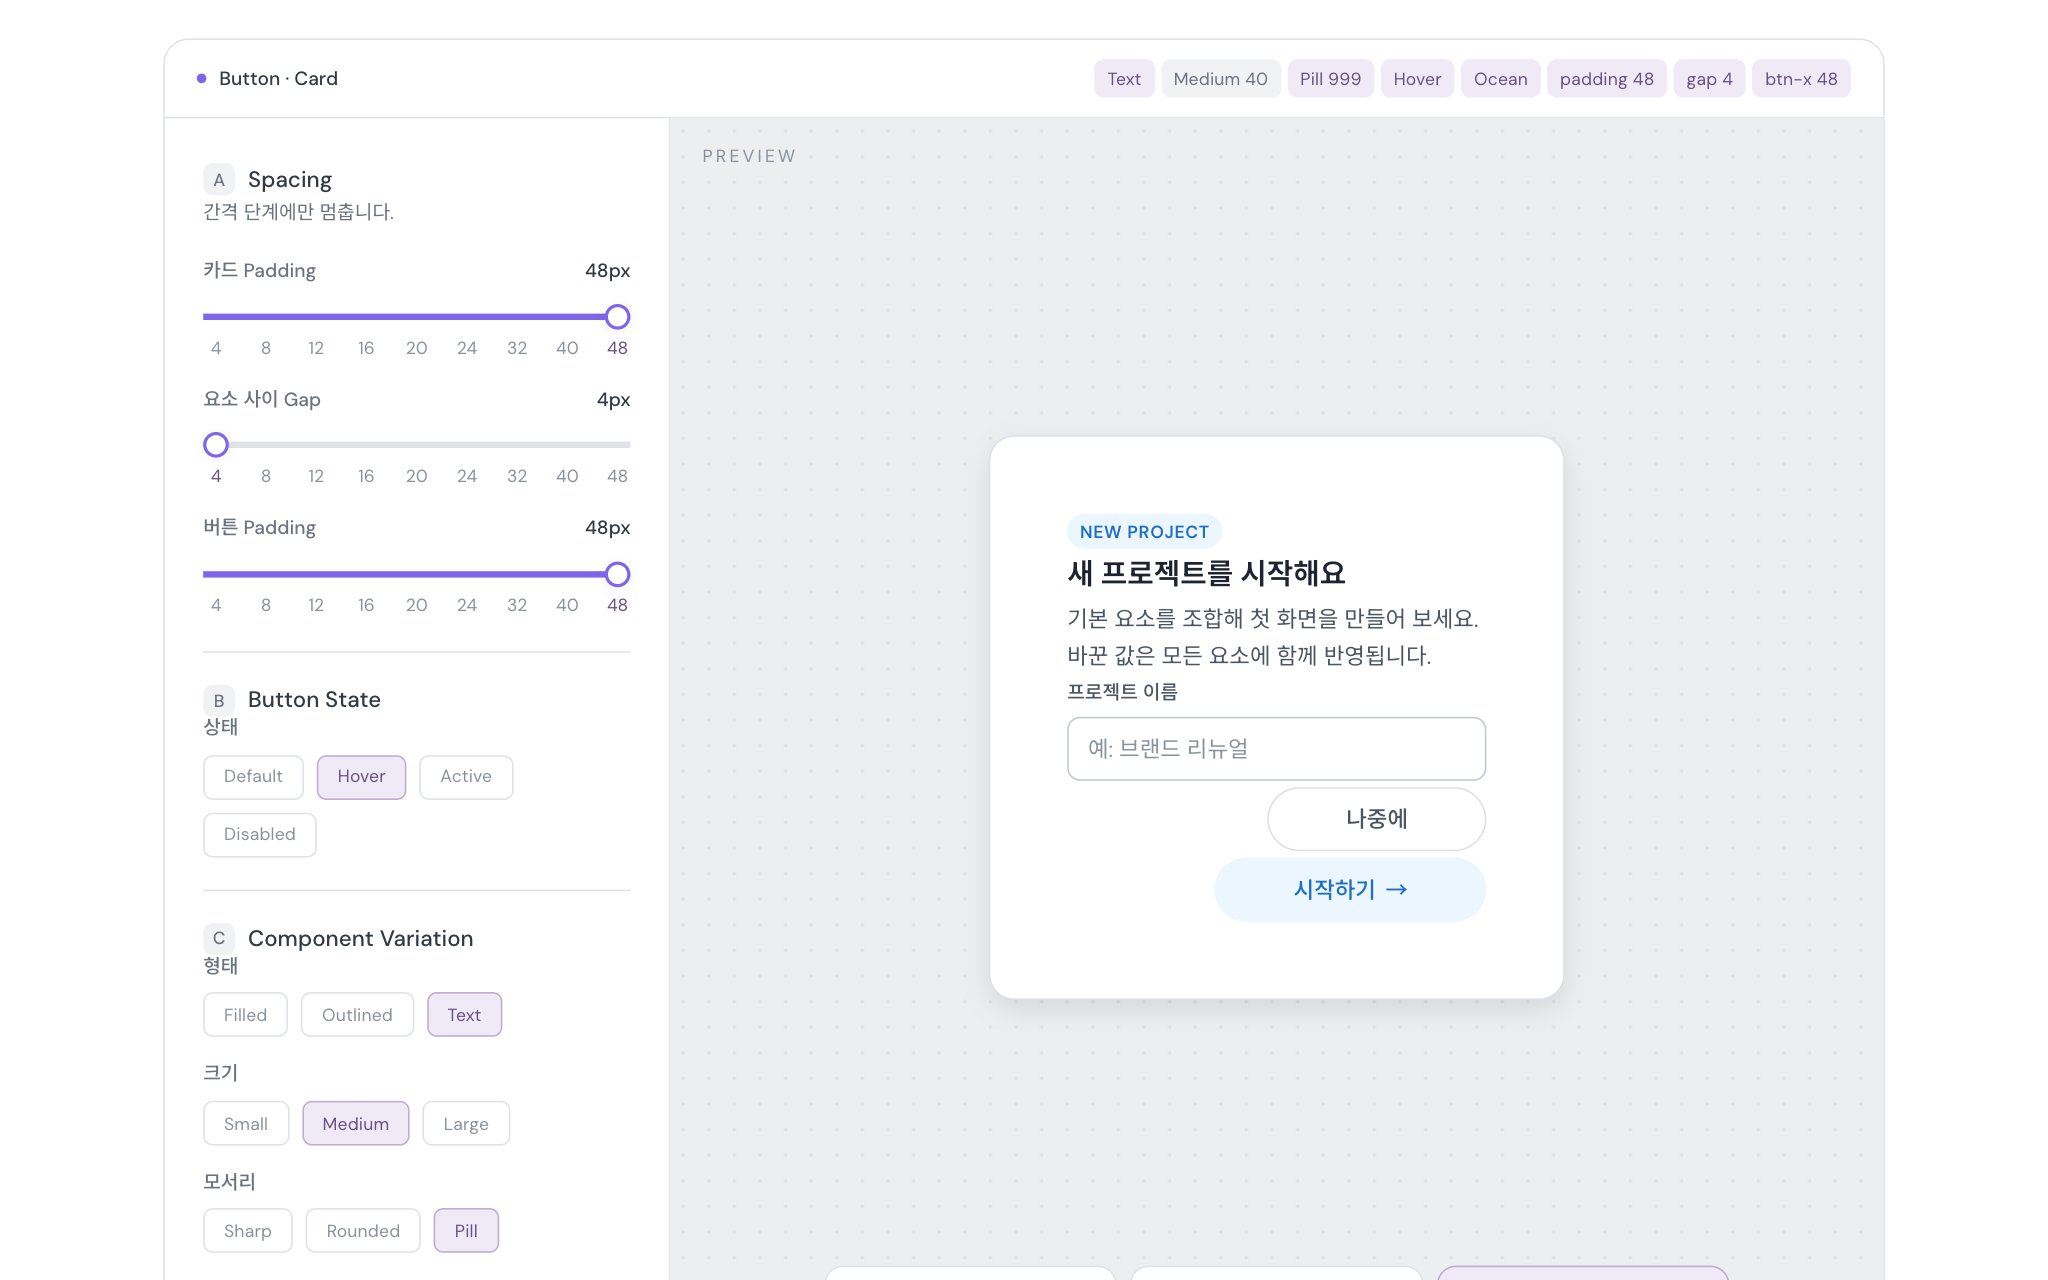 Button · Card
Text Medium 40 Pill 999 Hover Ocean padding 48 gap 4 btn-x 48
A Spacing
간격 단계에만 멈춥니다.
카드 Padding 48px
4 8 12 16 20 24 32 40 48
요소 사이 Gap 4px
4 8 12 16 20 24 32 40 48
버튼 Padding 48px
4 8 12 16 20 24 32 40 48
B Button State
상태
Default Hover Active
Disabled
C Component Variation
형태
Filled Outlined Text
크기
Small Medium Large
모서리
Sharp Rounded Pill
PREVIEW
NEW PROJECT
새 프로젝트를 시작해요
기본 요소를 조합해 첫 화면을 만들어 보세요.
바꾼 값은 모든 요소에 함께 반영됩니다.
프로젝트 이름
예: 브랜드 리뉴얼
나중에
시작하기 →